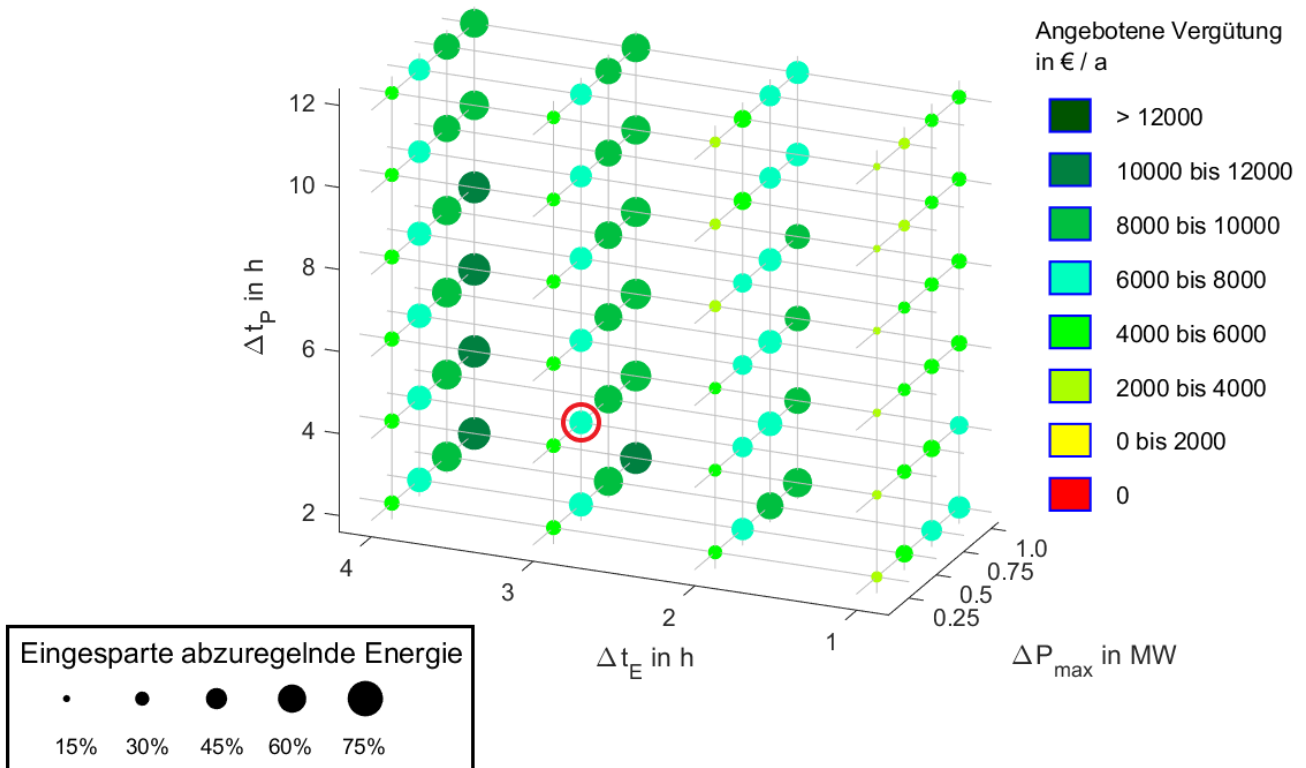 Angebotene Vergütung
in € / a
> 12000
10000 bis 12000
8000 bis 10000
6000 bis 8000
4000 bis 6000
2000 bis 4000
0 bis 2000
0
12
10
8
6
4
2
Δt_P in h
4
3
2
1
Δt_E in h
1.0
0.75
0.5
0.25
ΔP_max in MW
Eingesparte abzuregelnde Energie
15% 30% 45% 60% 75%